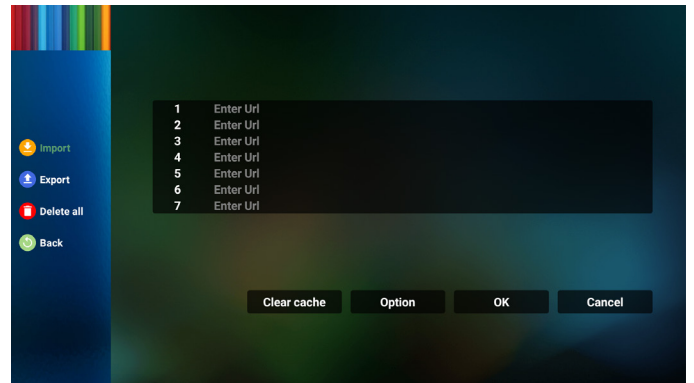 Import
Export
Delete all
Back
1 Enter Url
2 Enter Url
3 Enter Url
4 Enter Url
5 Enter Url
6 Enter Url
7 Enter Url
Clear cache Option OK Cancel